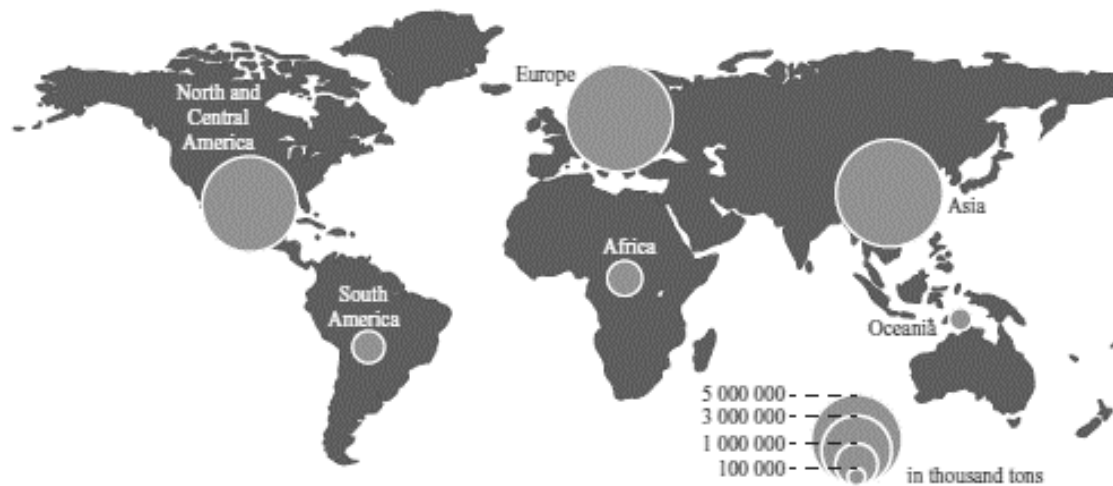 Europe
North and
Central
America
Asia
Africa
South
America
Oceania
5 000 000
3 000 000
1 000 000
100 000
in thousand tons